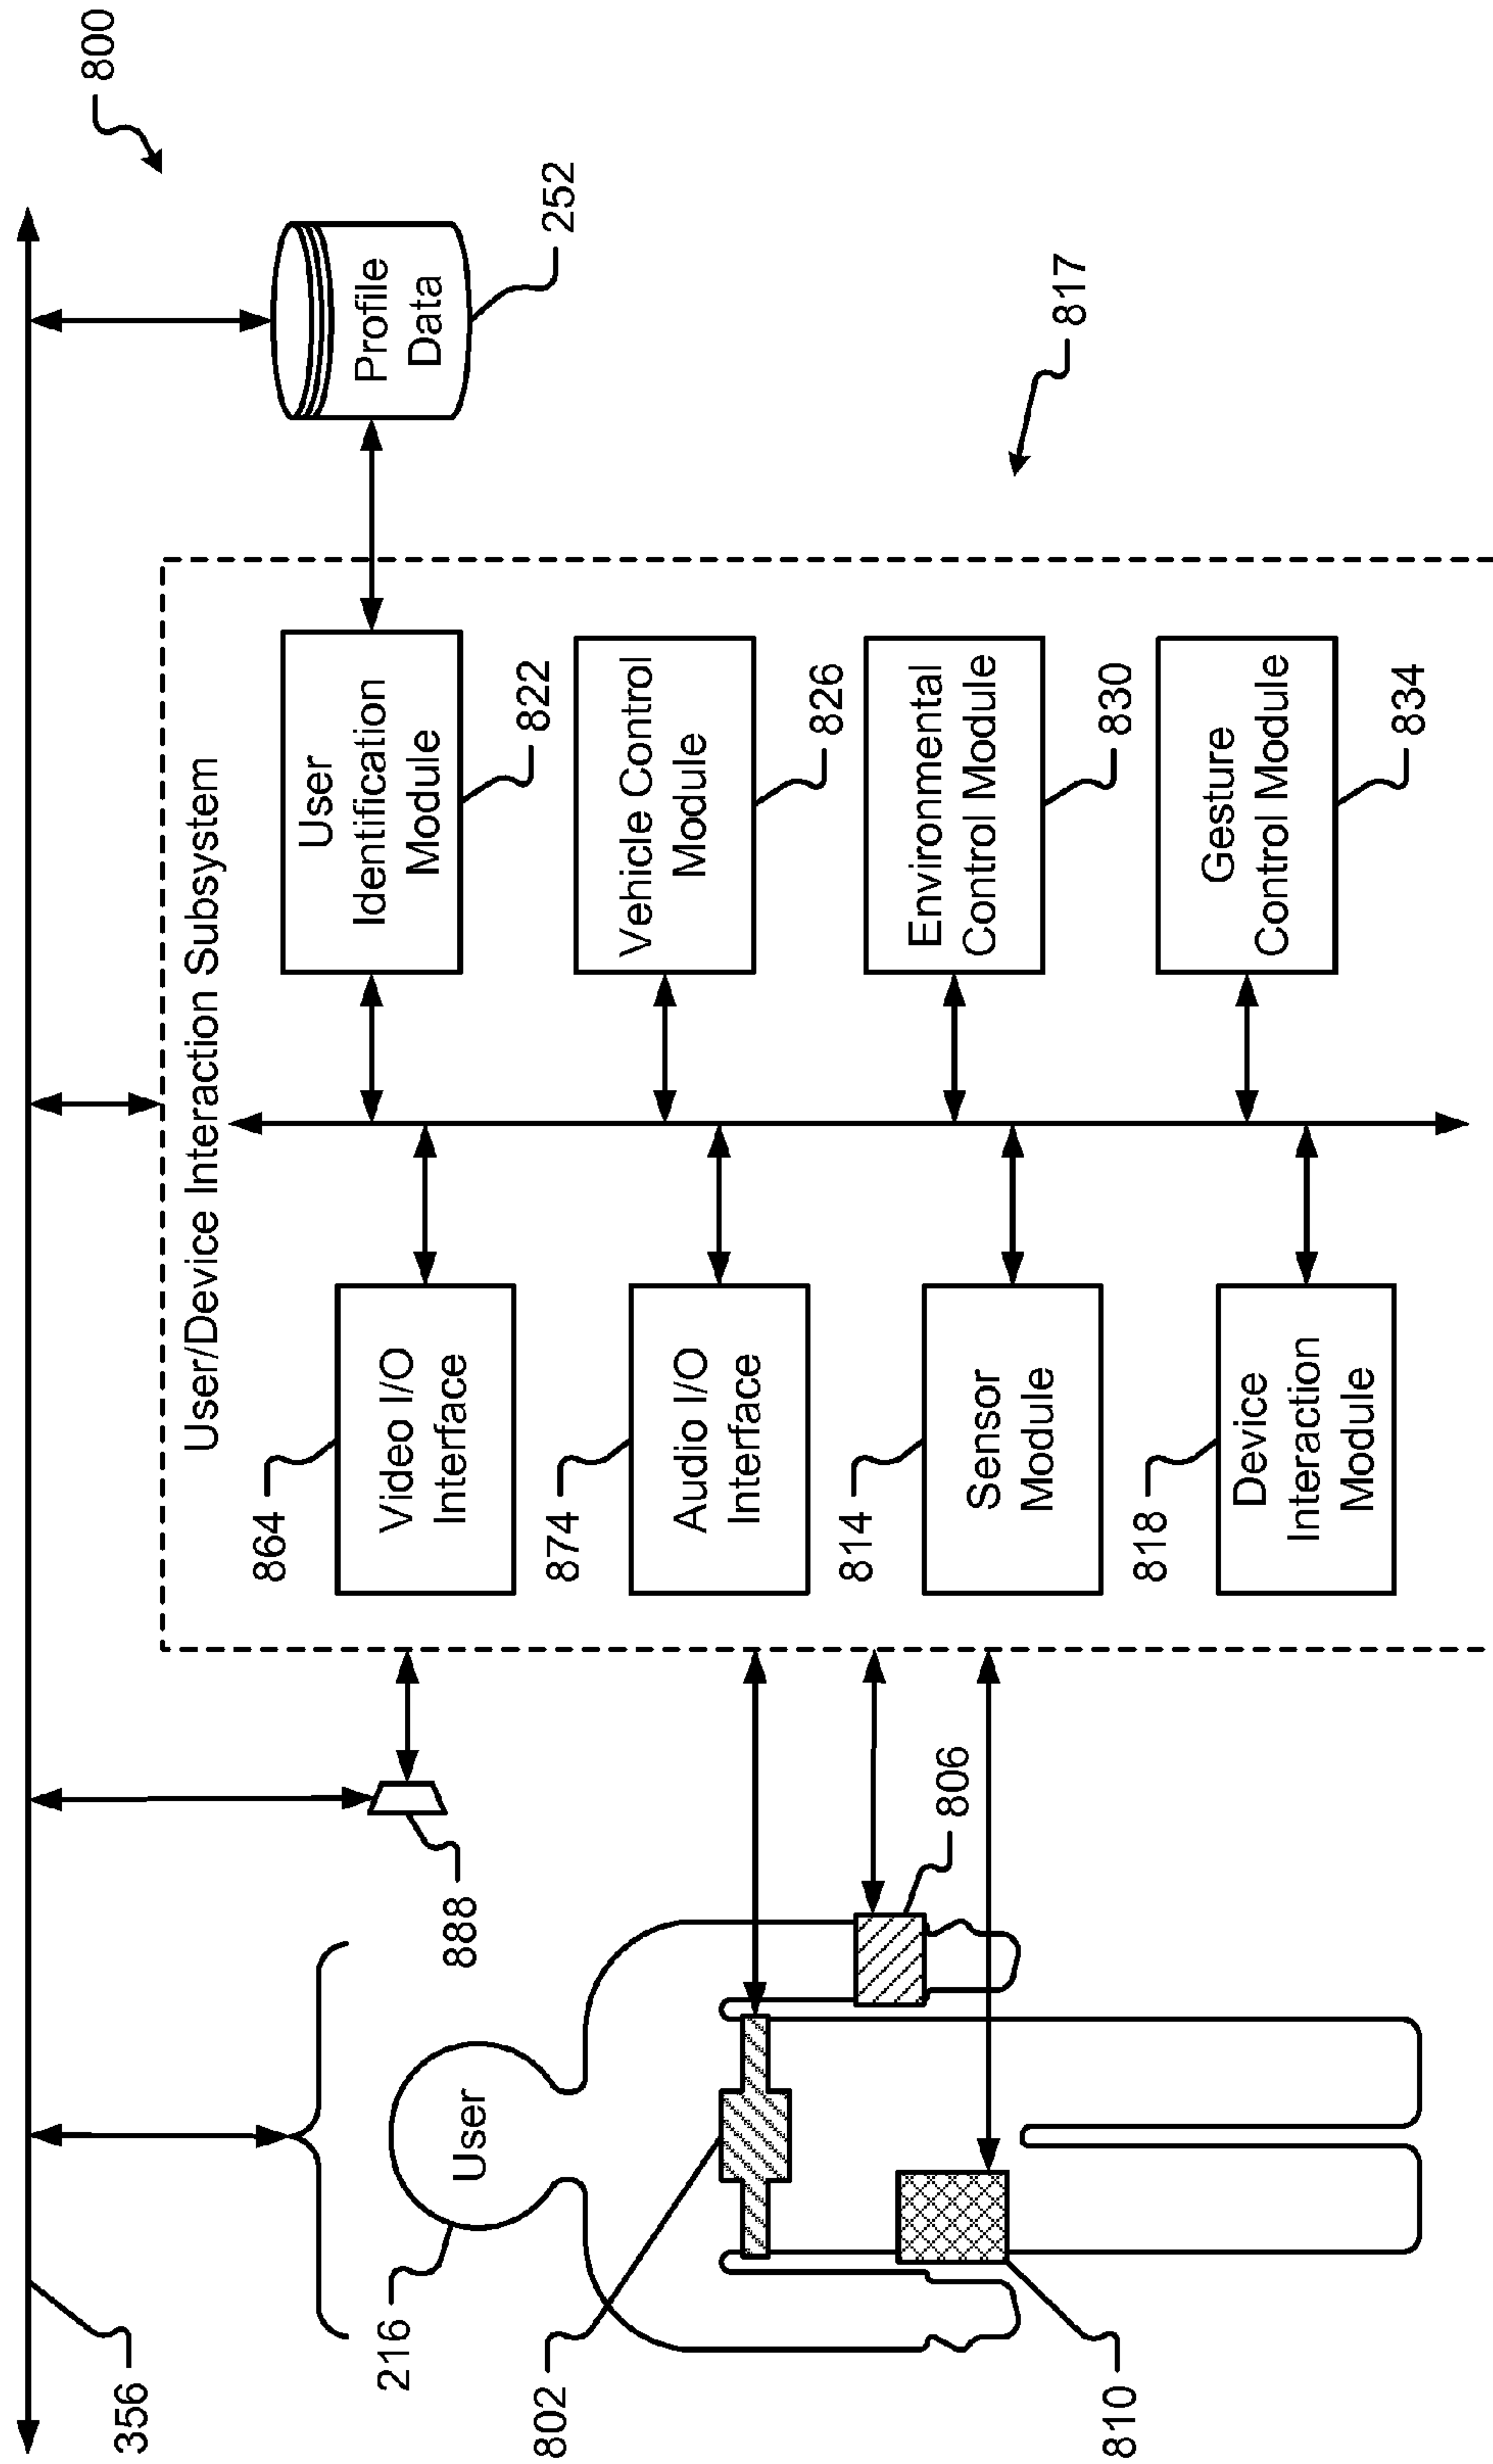 800
356
252
Profile
Data
817
User/Device Interaction Subsystem
888
216
User
802
806
810
864
Video I/O
Interface
874
Audio I/O
Interface
814
Sensor
Module
818
Device
Interaction
Module
User
Identification
Module
822
Vehicle Control
Module
826
Environmental
Control Module
830
Gesture
Control Module
834